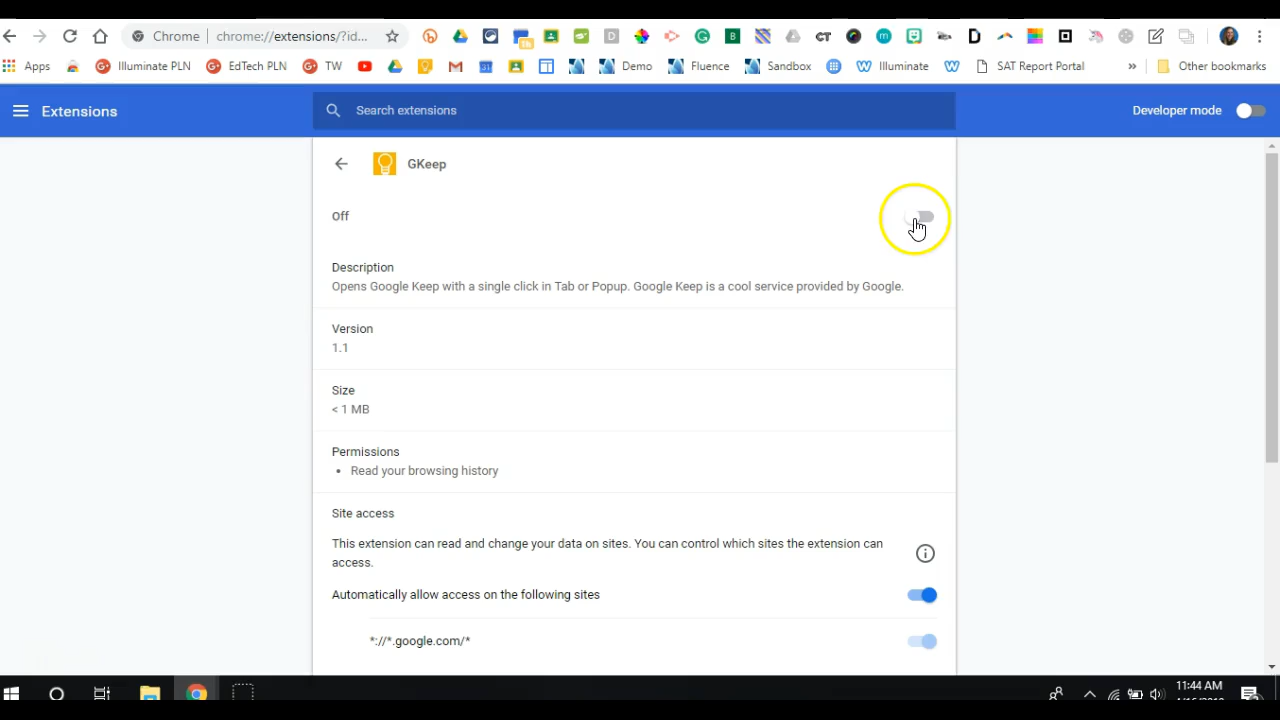 Chrome chrome://extensions/?id...
Apps Illuminate PLN EdTech PLN TW Demo Fluence Sandbox Illuminate SAT Report Portal » Other bookmarks
Extensions Search extensions Developer mode
GKeep
Off
Description
Opens Google Keep with a single click in Tab or Popup. Google Keep is a cool service provided by Google.
Version
1.1
Size
< 1 MB
Permissions
• Read your browsing history
Site access
This extension can read and change your data on sites. You can control which sites the extension can
access.
Automatically allow access on the following sites
*://*.google.com/*
11:44 AM